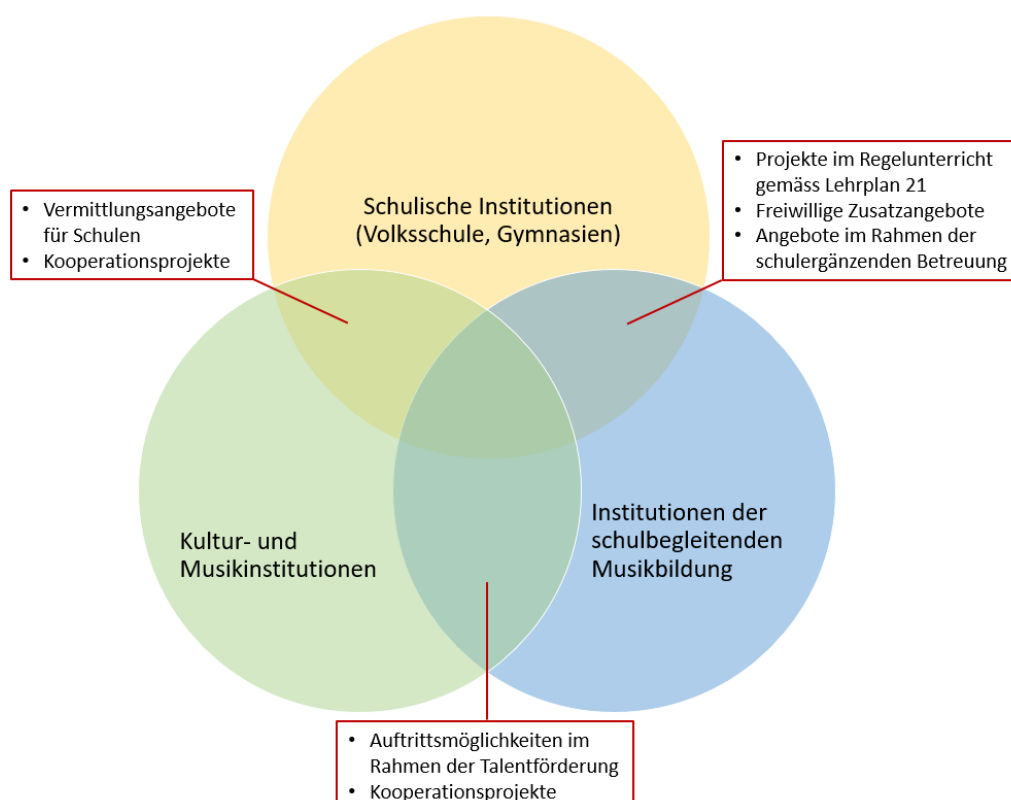 Schulische Institutionen
(Volksschule, Gymnasien)
• Vermittlungsangebote
für Schulen
• Kooperationsprojekte
• Projekte im Regelunterricht
gemäss Lehrplan 21
• Freiwillige Zusatzangebote
• Angebote im Rahmen der
schulergänzenden Betreuung
Kultur- und
Musikinstitutionen
Institutionen der
schulbegleitenden
Musikbildung
• Auftrittsmöglichkeiten im
Rahmen der Talentförderung
• Kooperationsprojekte